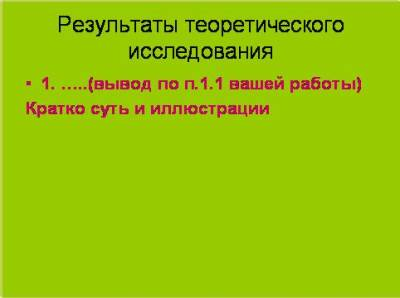 Результаты теоретического
исследования
• 1. …..(вывод по п.1.1 вашей работы)
Кратко суть и иллюстрации